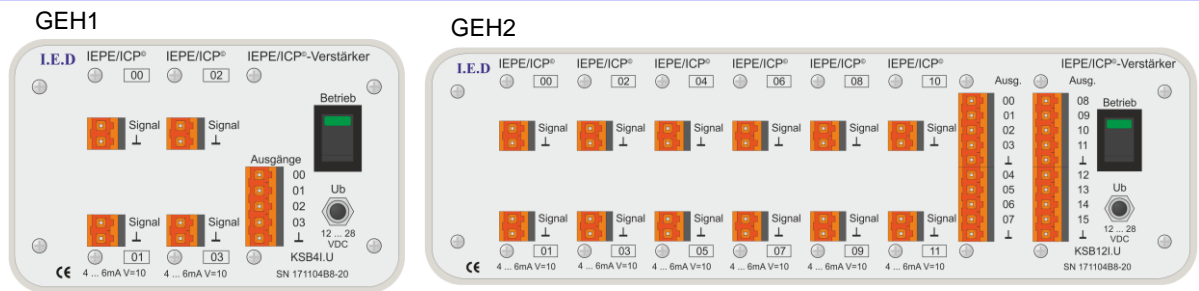 GEH1
I.E.D IEPE/ICP© IEPE/ICP© IEPE/ICP©-Verstärker
00 02
Betrieb
Signal Signal
⊥ ⊥
Ausgänge
00
01
02
03
⊥
Ub
12 ... 28
VDC
Signal Signal
⊥ ⊥
01 03
KSB4I.U
CE 4 ... 6mA V=10 4 ... 6mA V=10 SN 171104B8-20
GEH2
I.E.D IEPE/ICP© IEPE/ICP© IEPE/ICP© IEPE/ICP© IEPE/ICP© IEPE/ICP© IEPE/ICP©-Verstärker
00 02 04 06 08 10
Ausg. Ausg.
00 08
01 09
02 10
03 11
⊥ ⊥
04 12
05 13
06 14
07 15
⊥ ⊥
Betrieb
Signal Signal Signal Signal Signal Signal
⊥ ⊥ ⊥ ⊥ ⊥ ⊥
Ub
12 ... 28
VDC
Signal Signal Signal Signal Signal Signal
⊥ ⊥ ⊥ ⊥ ⊥ ⊥
01 03 05 07 09 11
KSB12I.U
CE 4 ... 6mA V=10 4 ... 6mA V=10 4 ... 6mA V=10 4 ... 6mA V=10 4 ... 6mA V=10 4 ... 6mA V=10 SN 171104B8-20